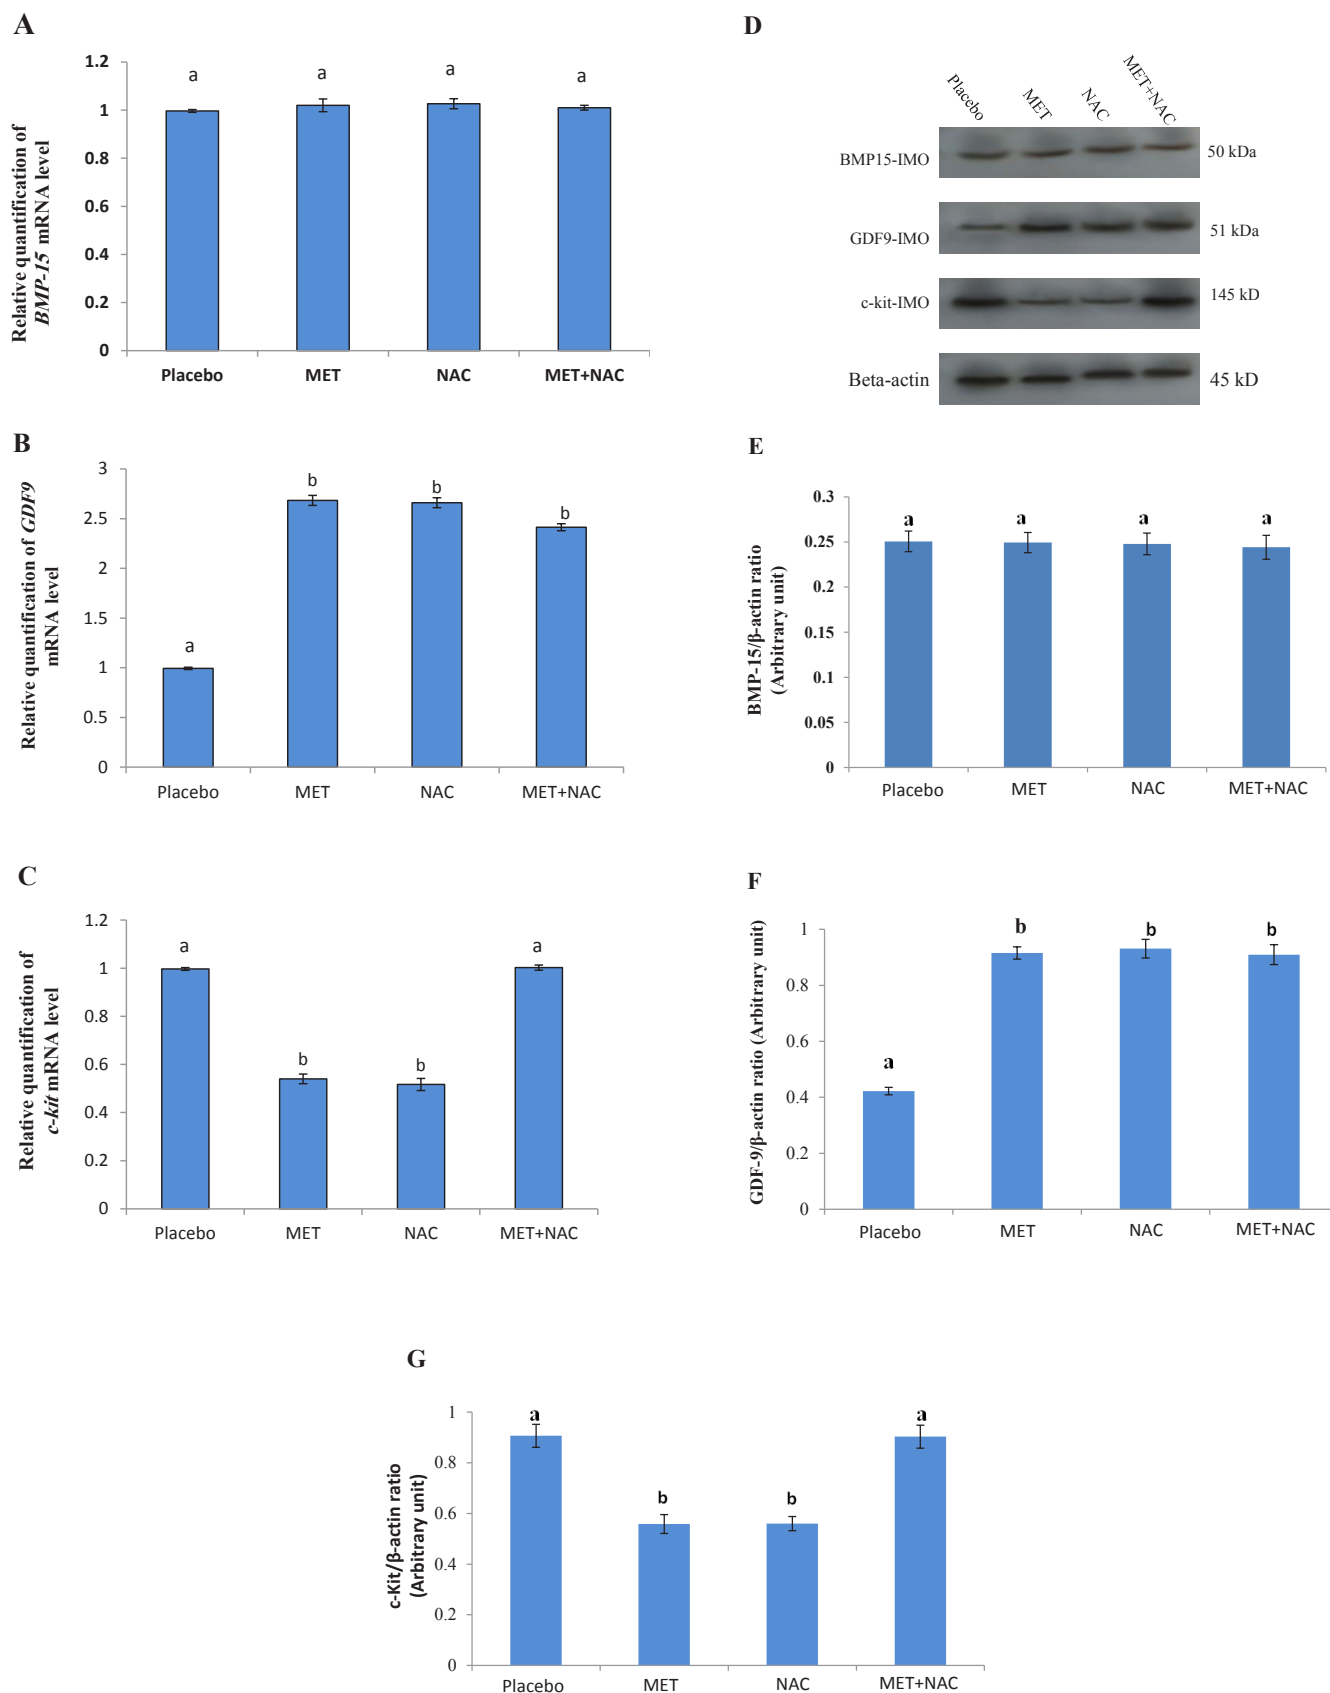 A
Relative quantification of
BMP-15 mRNA level
1.2
1
0.8
0.6
0.4
0.2
0
a
a
a
a
Placebo
MET
NAC
MET+NAC
B
Relative quantification of GDF9
mRNA level
3
2.5
2
1.5
1
0.5
0
a
b
b
b
Placebo
MET
NAC
MET+NAC
C
Relative quantification of
c-kit mRNA level
1.2
1
0.8
0.6
0.4
0.2
0
a
b
b
a
Placebo
MET
NAC
MET+NAC
D
Placebo
MET
NAC
MET+NAC
BMP15-IMO
50 kDa
GDF9-IMO
51 kDa
c-kit-IMO
145 kD
Beta-actin
45 kD
E
BMP-15/β-actin ratio
(Arbitrary unit)
0.3
0.25
0.2
0.15
0.1
0.05
0
a
a
a
a
Placebo
MET
NAC
MET+NAC
F
GDF-9/β-actin ratio (Arbitrary unit)
1
0.8
0.6
0.4
0.2
0
a
b
b
b
Placebo
MET
NAC
MET+NAC
G
c-Kit/β-actin ratio
(Arbitrary unit)
1
0.8
0.6
0.4
0.2
0
a
b
b
a
Placebo
MET
NAC
MET+NAC